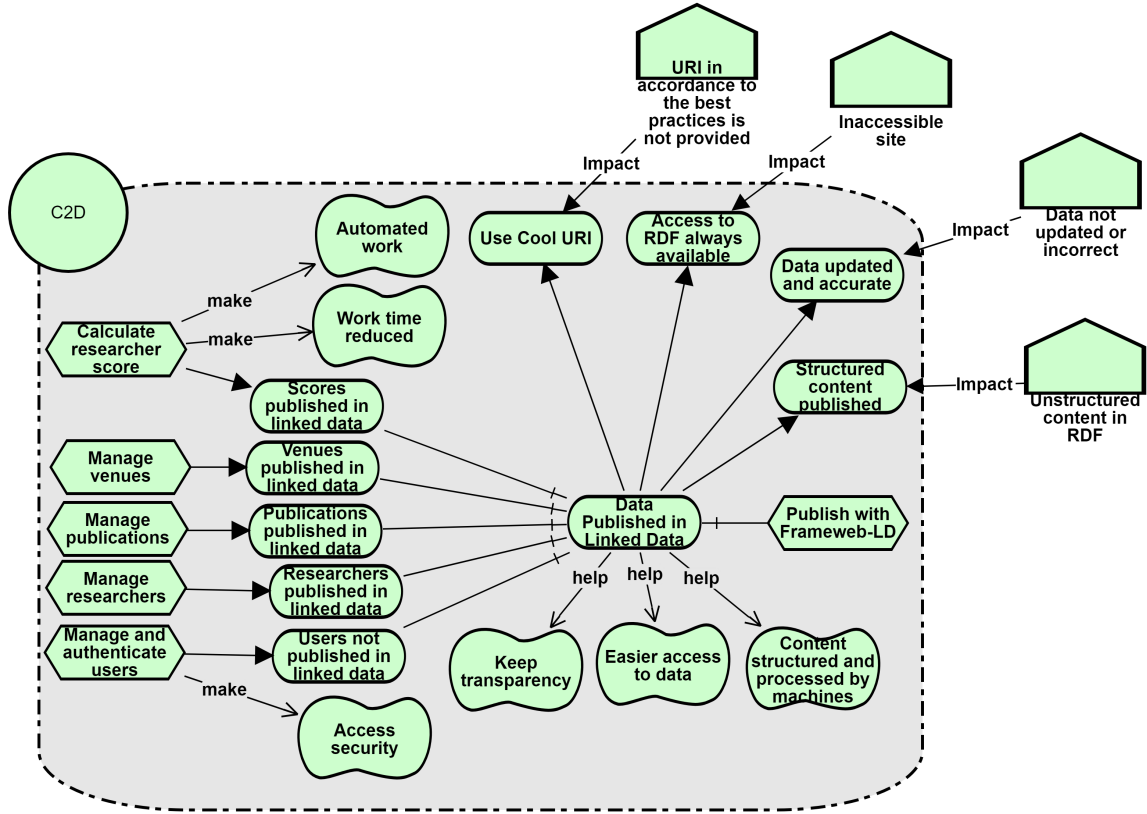 URI in
accordance to
the best
practices is
not provided
Inaccessible
site
Impact
Impact
C2D
Data not
updated or
incorrect
Impact
Automated
work
Use Cool URI
Access to
RDF always
available
Data updated
and accurate
make
Work time
reduced
make
Calculate
researcher
score
Structured
content
published
Impact
Unstructured
content in
RDF
Scores
published in
linked data
Manage
venues
Venues
published in
linked data
Manage
publications
Publications
published in
linked data
Data
Published in
Linked Data
Publish with
Frameweb-LD
Manage
researchers
Researchers
published in
linked data
help
help
help
Manage and
authenticate
users
Users not
published in
linked data
make
Keep
transparency
Easier access
to data
Content
structured and
processed by
machines
Access
security